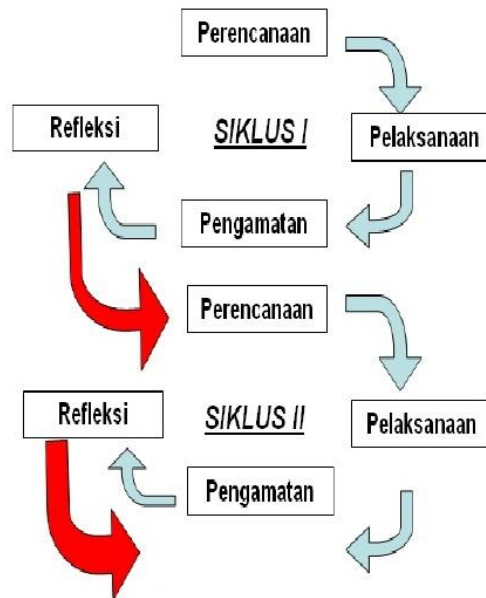 Perencanaan
Refleksi
SIKLUS I
Pelaksanaan
Pengamatan
Perencanaan
Refleksi
SIKLUS II
Pelaksanaan
Pengamatan